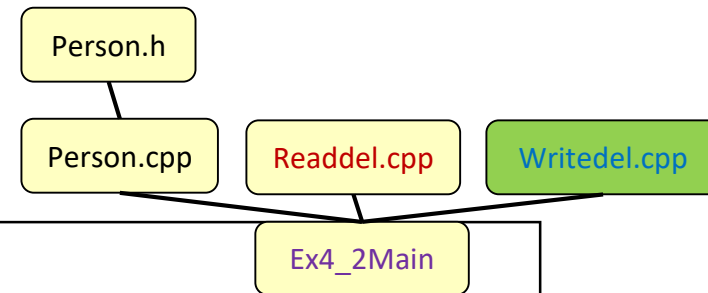 Person.h
Person.cpp
Readdel.cpp
Writedel.cpp
Ex4_2Main